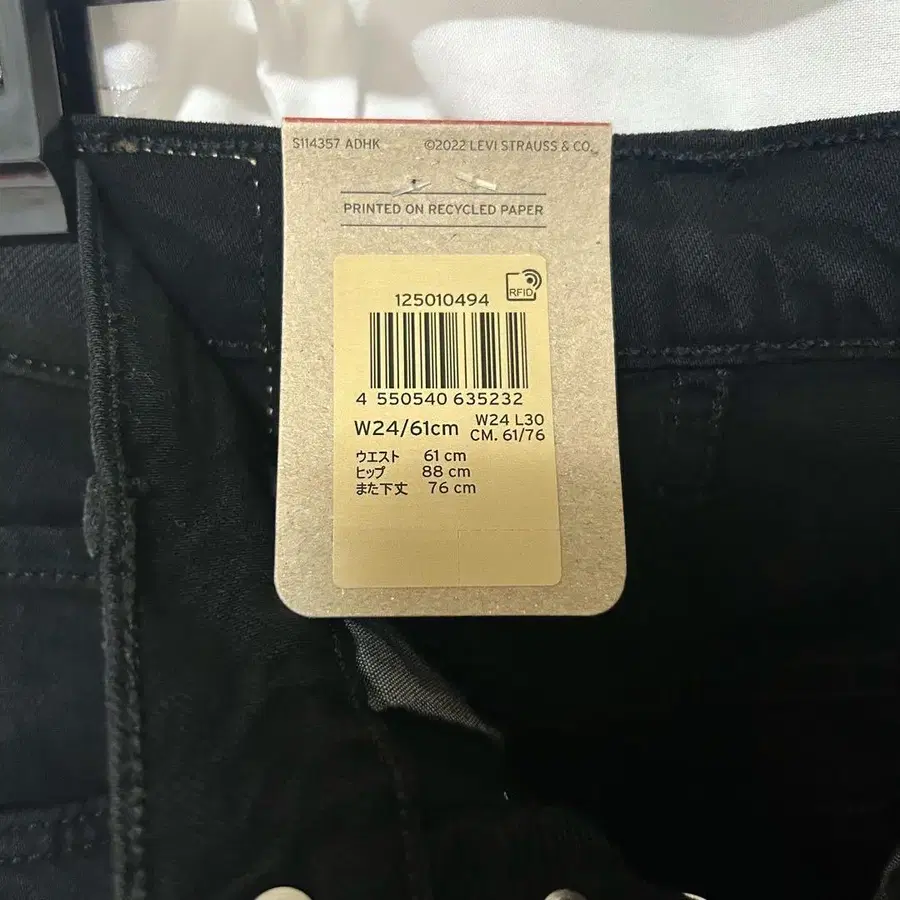 S114357 ADHK ©2022 LEVI STRAUSS & CO.
PRINTED ON RECYCLED PAPER
RFID
125010494
4 550540 635232
W24/61cm W24 L30
CM. 61/76
ウエスト 61 cm
ヒップ 88 cm
また下丈 76 cm